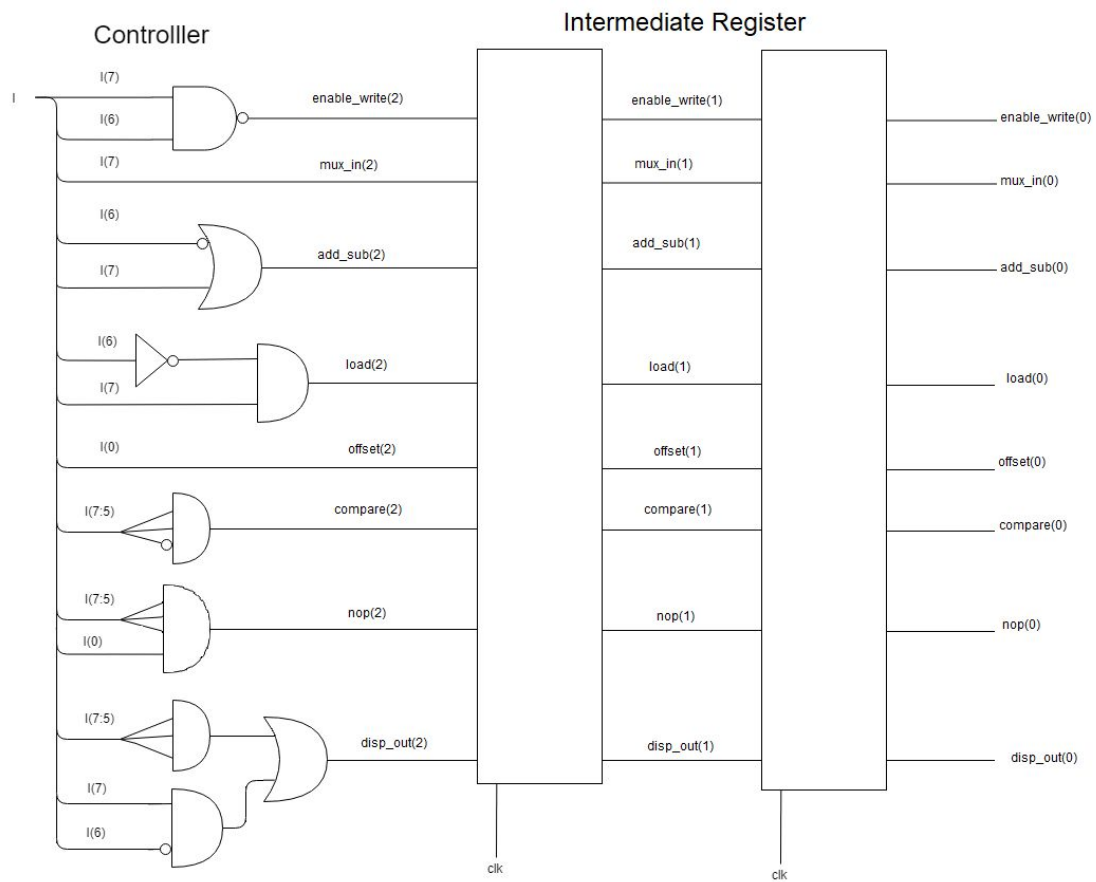 Intermediate Register
Controlller
I
I(7)
enable_write(2)
enable_write(1)
enable_write(0)
I(6)
I(7)
mux_in(2)
mux_in(1)
mux_in(0)
I(6)
add_sub(2)
add_sub(1)
add_sub(0)
I(7)
I(6)
load(2)
load(1)
load(0)
I(7)
I(0)
offset(2)
offset(1)
offset(0)
I(7:5)
compare(2)
compare(1)
compare(0)
I(7:5)
nop(2)
nop(1)
nop(0)
I(0)
I(7:5)
disp_out(2)
disp_out(1)
disp_out(0)
I(7)
I(6)
clk
clk